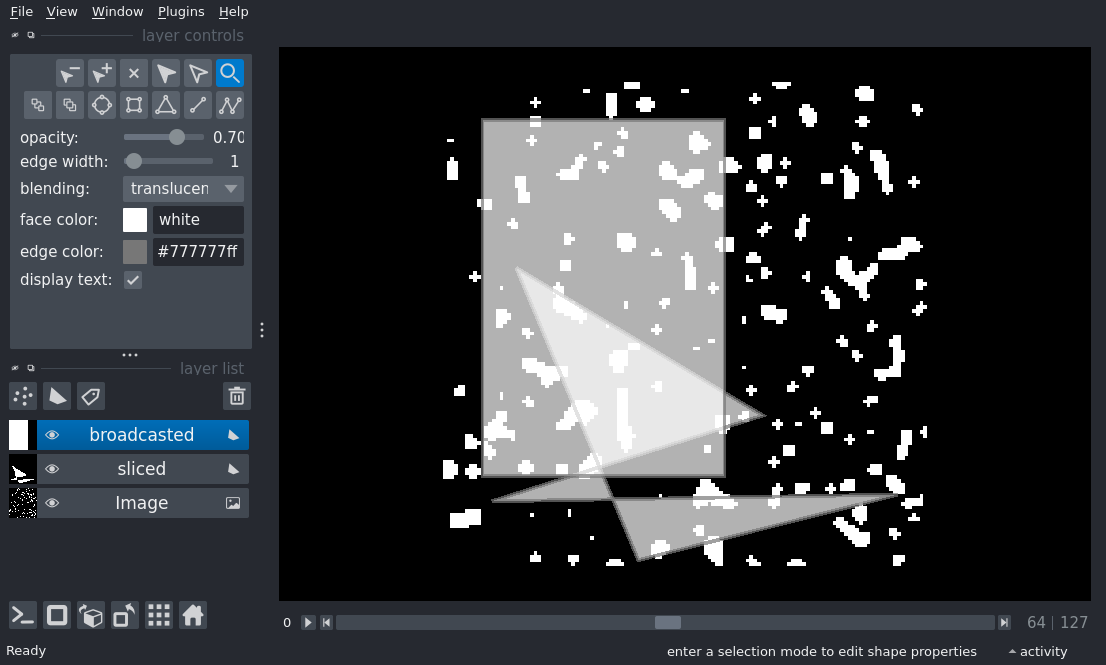 File View Window Plugins Help
layer controls
opacity: 0.70
edge width: 1
blending: translucen
face color: white
edge color: #777777ff
display text:
layer list
broadcasted
sliced
Image
0 64 | 127
Ready enter a selection mode to edit shape properties activity